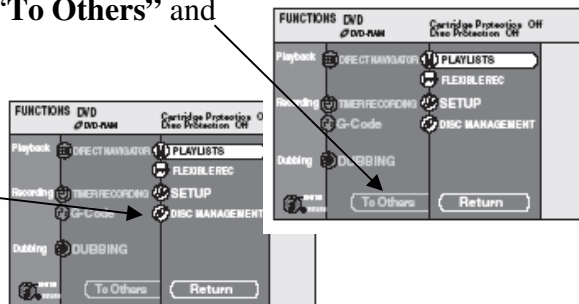 "To Others" and
FUNCTIONS DVD
DVD-RAM
Cartridge Protection Off
Disc Protection Off
Playback
DIRECT NAVIGATOR
PLAYLISTS
FLEXIBLE REC
Recording
TIMER RECORDING
SETUP
G-Code
DISC MANAGEMENT
Dubbing
DUBBING
To Others
Return
FUNCTIONS DVD
DVD-RAM
Cartridge Protection O
Disc Protection Off
Playback
DIRECT NAVIGATOR
PLAYLISTS
FLEXIBLE REC
Recording
TIMER RECORDING
SETUP
G-Code
DISC MANAGEMENT
Dubbing
DUBBING
To Others
Return